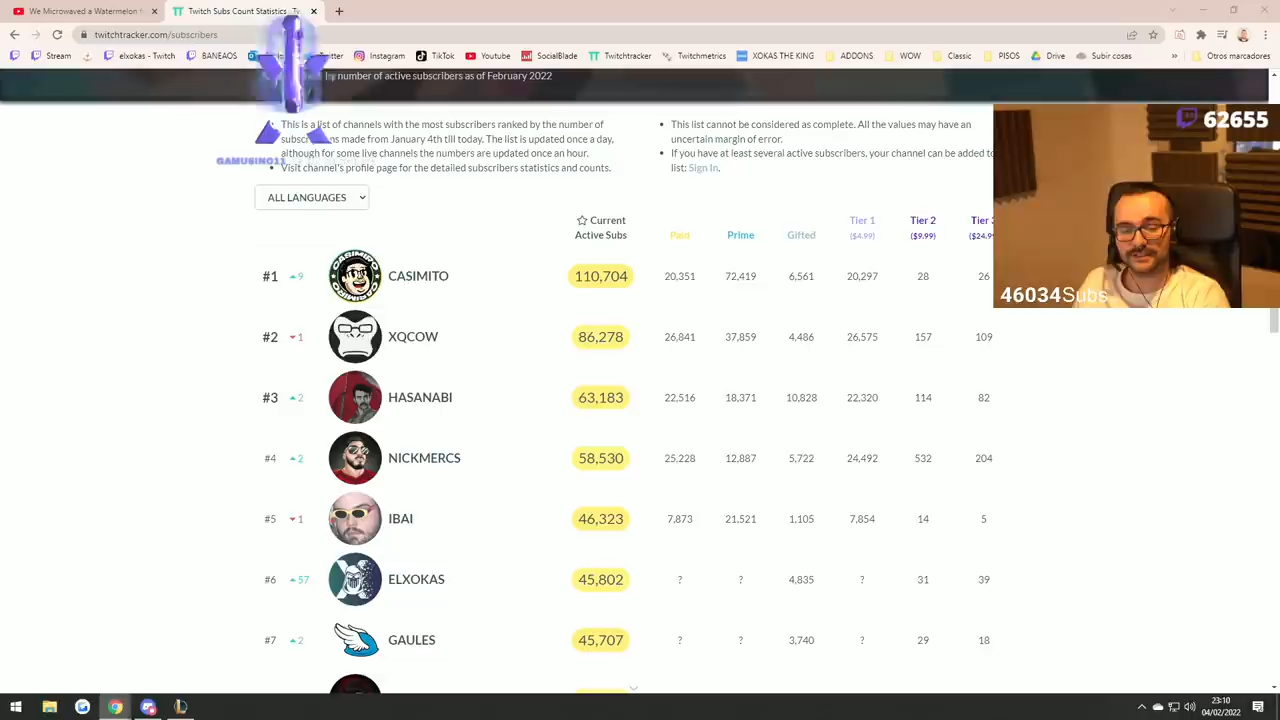 We Microwaved a Watermelon f
Twitch Subs Count Statistics
twitchtracker.com/subscribers
Stream
elxokas - Twitch
BANEAOS
Instagram
TikTok
Youtube
SocialBlade
Twitchtracker
Twitchmetrics
XOKAS THE KING
ADDONS
WOW
Classic
PISOS
Drive
Subir cosas
Otros marcadores
number of active subscribers as of February 2022
This is a list of channels with the most subscribers ranked by the number of
made from January 4th till today. The list is updated once a day,
although for some live channels the numbers are updated once an hour.
Visit channel's profile page for the detailed subscribers statistics and counts.
This list cannot be considered as complete. All the values may have an
uncertain margin of error.
If you have at least several active subscribers, your channel can be added to
list: Sign In.
GAMUSINO11
62655
46034Subs
ALL LANGUAGES
Current
Active Subs
Paid
Prime
Gifted
Tier 1
($4.99)
Tier 2
($9.99)
Tier 3
($24.99
#1 9 CASIMITO 110,704 20,351 72,419 6,561 20,297 28 26
#2 1 XQCOW 86,278 26,841 37,859 4,486 26,575 157 109
#3 2 HASANABI 63,183 22,516 18,371 10,828 22,320 114 82
#4 2 NICKMERCS 58,530 25,228 12,887 5,722 24,492 532 204
#5 1 IBAI 46,323 7,873 21,521 1,105 7,854 14 5
#6 57 ELXOKAS 45,802 ? ? 4,835 ? 31 39
#7 2 GAULES 45,707 ? ? 3,740 ? 29 18
23:10
04/02/2022